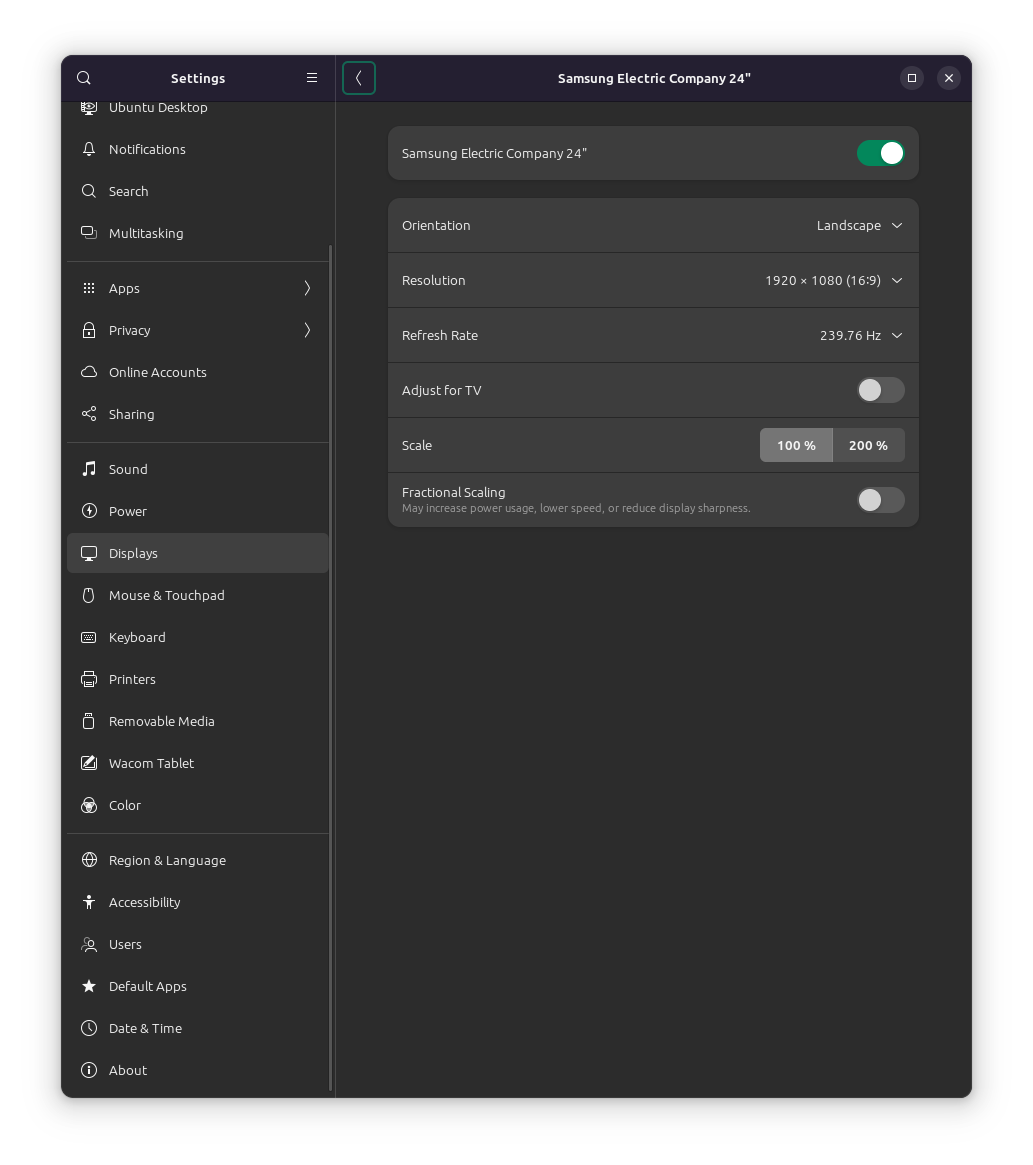 Settings
Samsung Electric Company 24"
Ubuntu Desktop
Notifications
Search
Multitasking
Apps
Privacy
Online Accounts
Sharing
Sound
Power
Displays
Mouse & Touchpad
Keyboard
Printers
Removable Media
Wacom Tablet
Color
Region & Language
Accessibility
Users
Default Apps
Date & Time
About
Samsung Electric Company 24"
Orientation Landscape
Resolution 1920 × 1080 (16∶9)
Refresh Rate 239.76 Hz
Adjust for TV
Scale 100 % 200 %
Fractional Scaling
May increase power usage, lower speed, or reduce display sharpness.